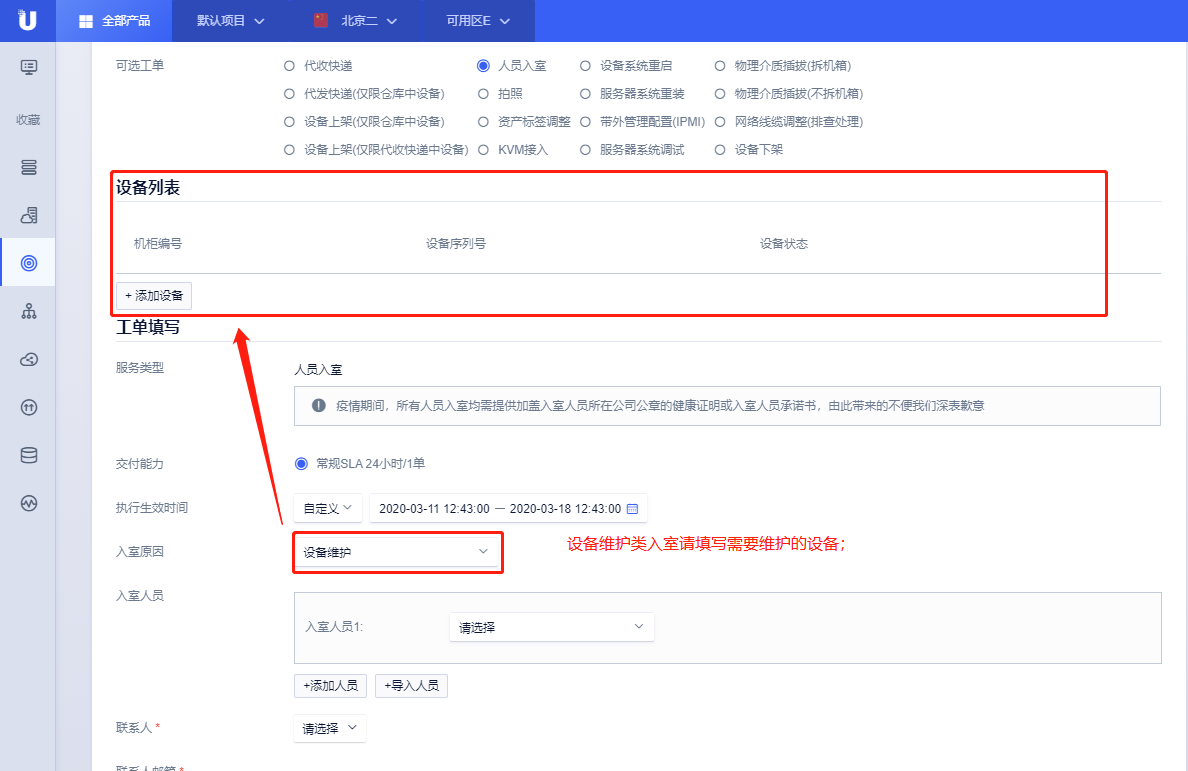 全部产品 默认项目 北京二 可用区E
收藏
可选工单 代收快递 人员入室 设备系统重启 物理介质插拔(拆机箱)
代发快递(仅限仓库中设备) 拍照 服务器系统重装 物理介质插拔(不拆机箱)
设备上架(仅限仓库中设备) 资产标签调整 带外管理配置(IPMI) 网络线缆调整(排查处理)
设备上架(仅限代收快递中设备) KVM接入 服务器系统调试 设备下架
设备列表
机柜编号 设备序列号 设备状态
+ 添加设备
工单填写
服务类型 人员入室
疫情期间，所有人员入室均需提供加盖入室人员所在公司公章的健康证明或入室人员承诺书，由此带来的不便我们深表歉意
交付能力 常规SLA 24小时/1单
执行生效时间 自定义 2020-03-11 12:43:00 — 2020-03-18 12:43:00
入室原因 设备维护 设备维护类入室请填写需要维护的设备；
入室人员
入室人员1: 请选择
+添加人员 +导入人员
联系人 * 请选择
联系人邮箱 *